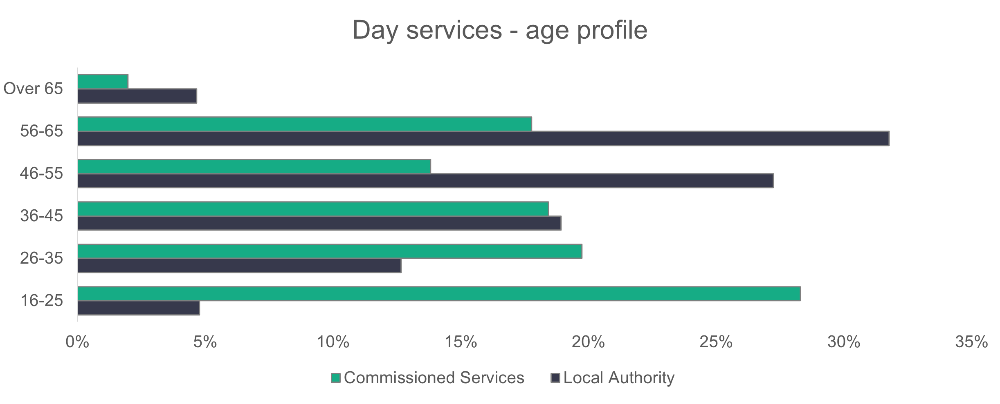 Day services - age profile
Over 65
56-65
46-55
36-45
26-35
16-25
0% 5% 10% 15% 20% 25% 30% 35%
Commissioned Services Local Authority